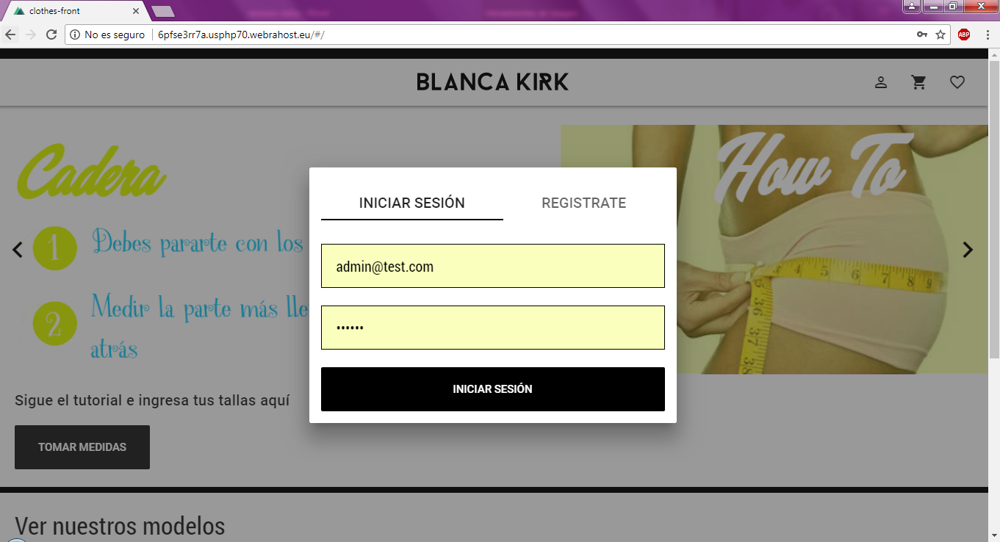 clothes-front
No es seguro
6pfse3rr7a.usphp70.webrahost.eu/#/
ABP
BLANCA KIRK
Cadera
How To
INICIAR SESIÓN
REGISTRATE
1 Debes pararte con los
admin@test.com
2 Medir la parte más lle
atrás
••••••
INICIAR SESIÓN
Sigue el tutorial e ingresa tus tallas aquí
TOMAR MEDIDAS
Ver nuestros modelos